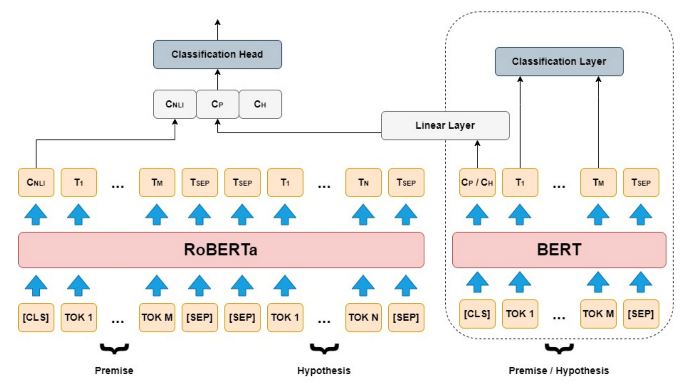 Classification Head
Classification Layer
CNLI CP CH
Linear Layer
CNLI T1 ... TM TSEP TSEP T1 ... TN TSEP
CP / CH T1 ... TM TSEP
RoBERTa
BERT
[CLS] TOK 1 ... TOK M [SEP] [SEP] TOK 1 ... TOK N [SEP]
[CLS] TOK 1 ... TOK M [SEP]
Premise
Hypothesis
Premise / Hypothesis